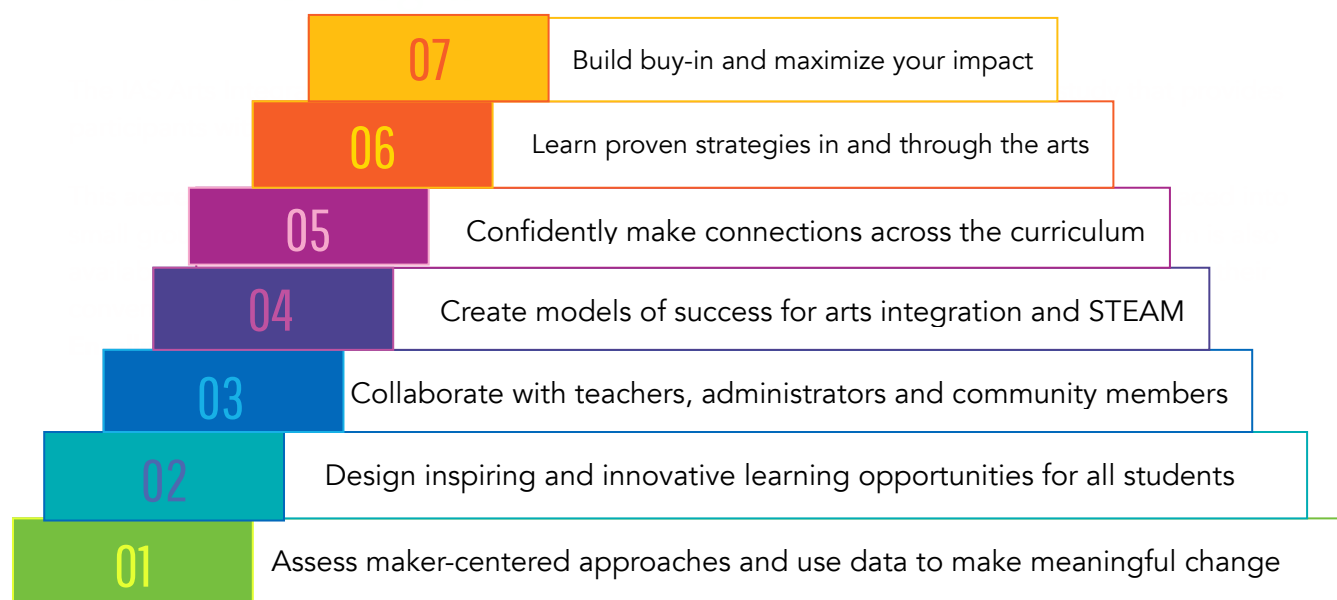 07 Build buy-in and maximize your impact
06 Learn proven strategies in and through the arts
05 Confidently make connections across the curriculum
04 Create models of success for arts integration and STEAM
03 Collaborate with teachers, administrators and community members
02 Design inspiring and innovative learning opportunities for all students
01 Assess maker-centered approaches and use data to make meaningful change